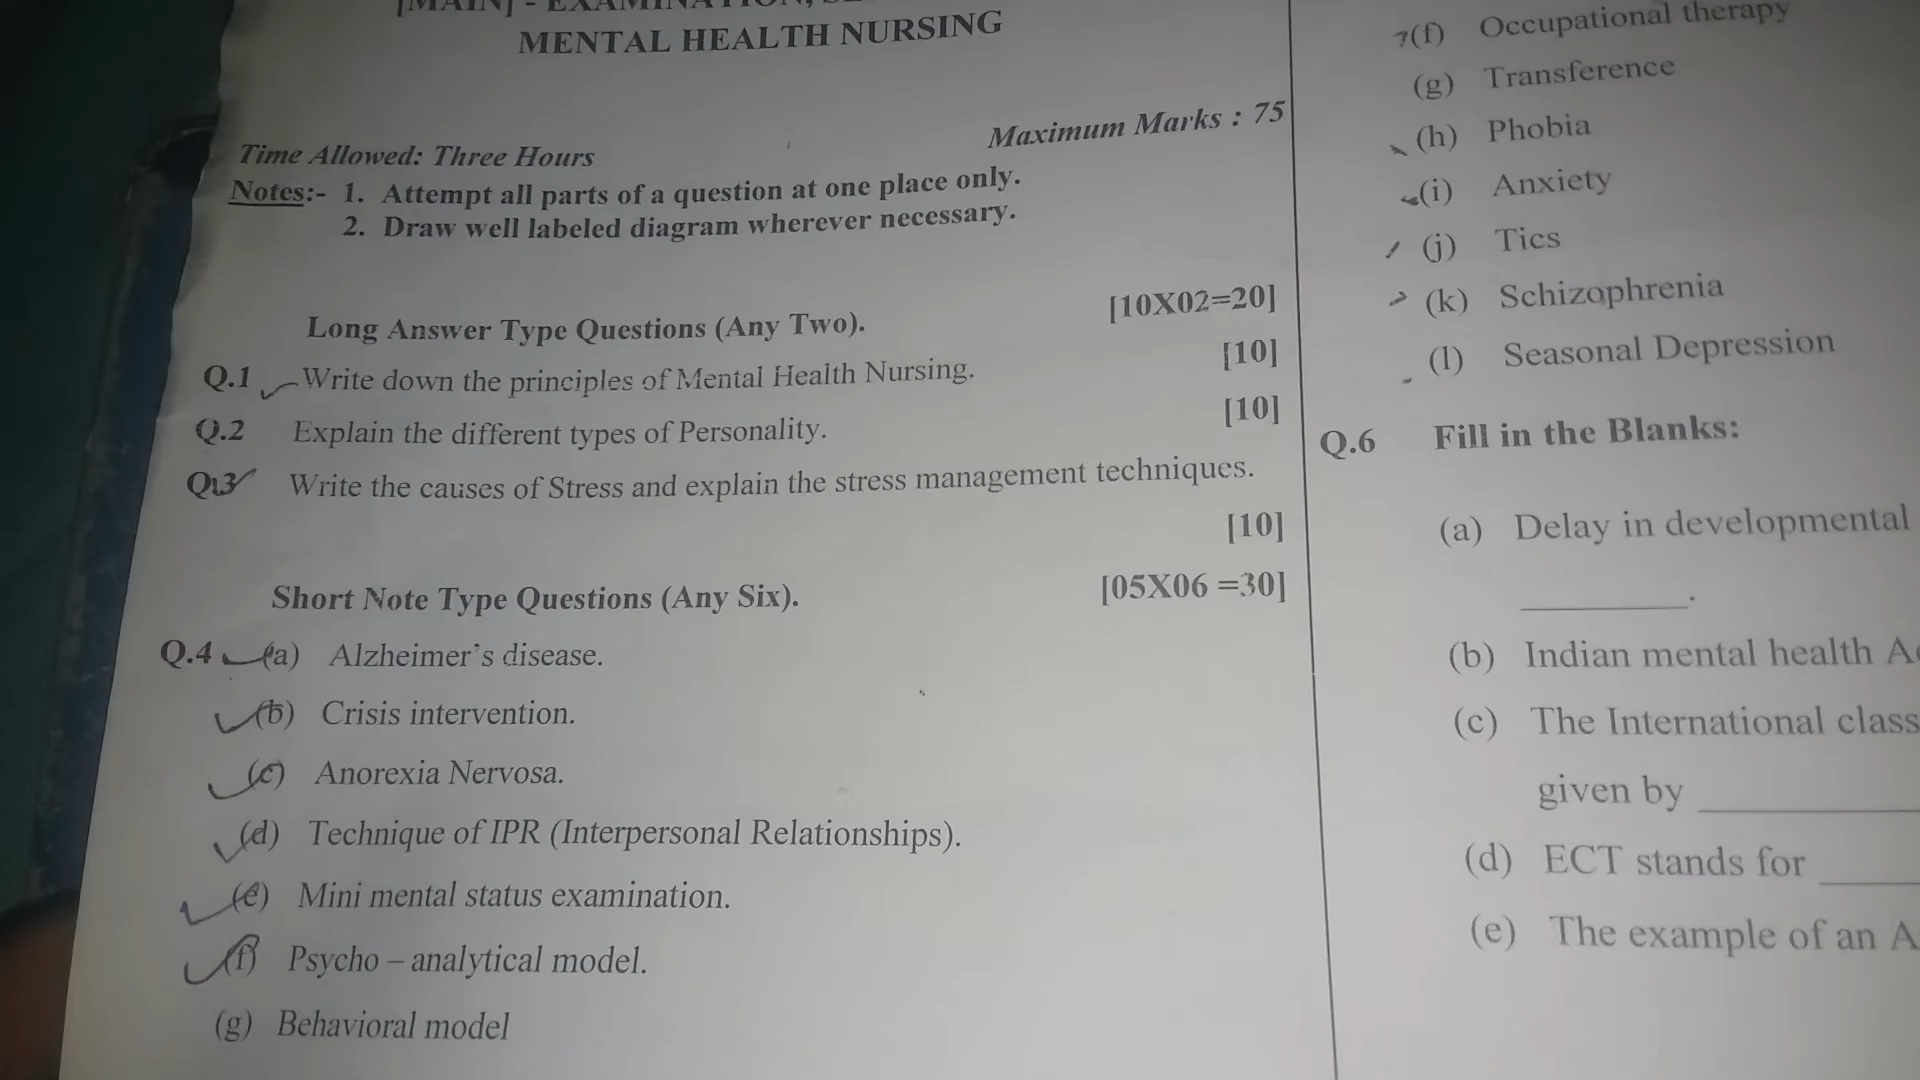 [MAIN] - EXAMINATION,
MENTAL HEALTH NURSING
Maximum Marks : 75
Time Allowed: Three Hours
Notes:- 1. Attempt all parts of a question at one place only.
2. Draw well labeled diagram wherever necessary.
Long Answer Type Questions (Any Two). [10X02=20]
Q.1 Write down the principles of Mental Health Nursing. [10]
Q.2 Explain the different types of Personality. [10]
Q.3 Write the causes of Stress and explain the stress management techniques.
[10]
Short Note Type Questions (Any Six). [05X06 =30]
Q.4 (a) Alzheimer's disease.
(b) Crisis intervention.
(c) Anorexia Nervosa.
(d) Technique of IPR (Interpersonal Relationships).
(e) Mini mental status examination.
(f) Psycho – analytical model.
(g) Behavioral model
(f) Occupational therapy
(g) Transference
(h) Phobia
(i) Anxiety
(j) Tics
(k) Schizophrenia
(l) Seasonal Depression
Q.6 Fill in the Blanks:
(a) Delay in developmental
________.
(b) Indian mental health
(c) The International class
given by ________
(d) ECT stands for ________
(e) The example of an A